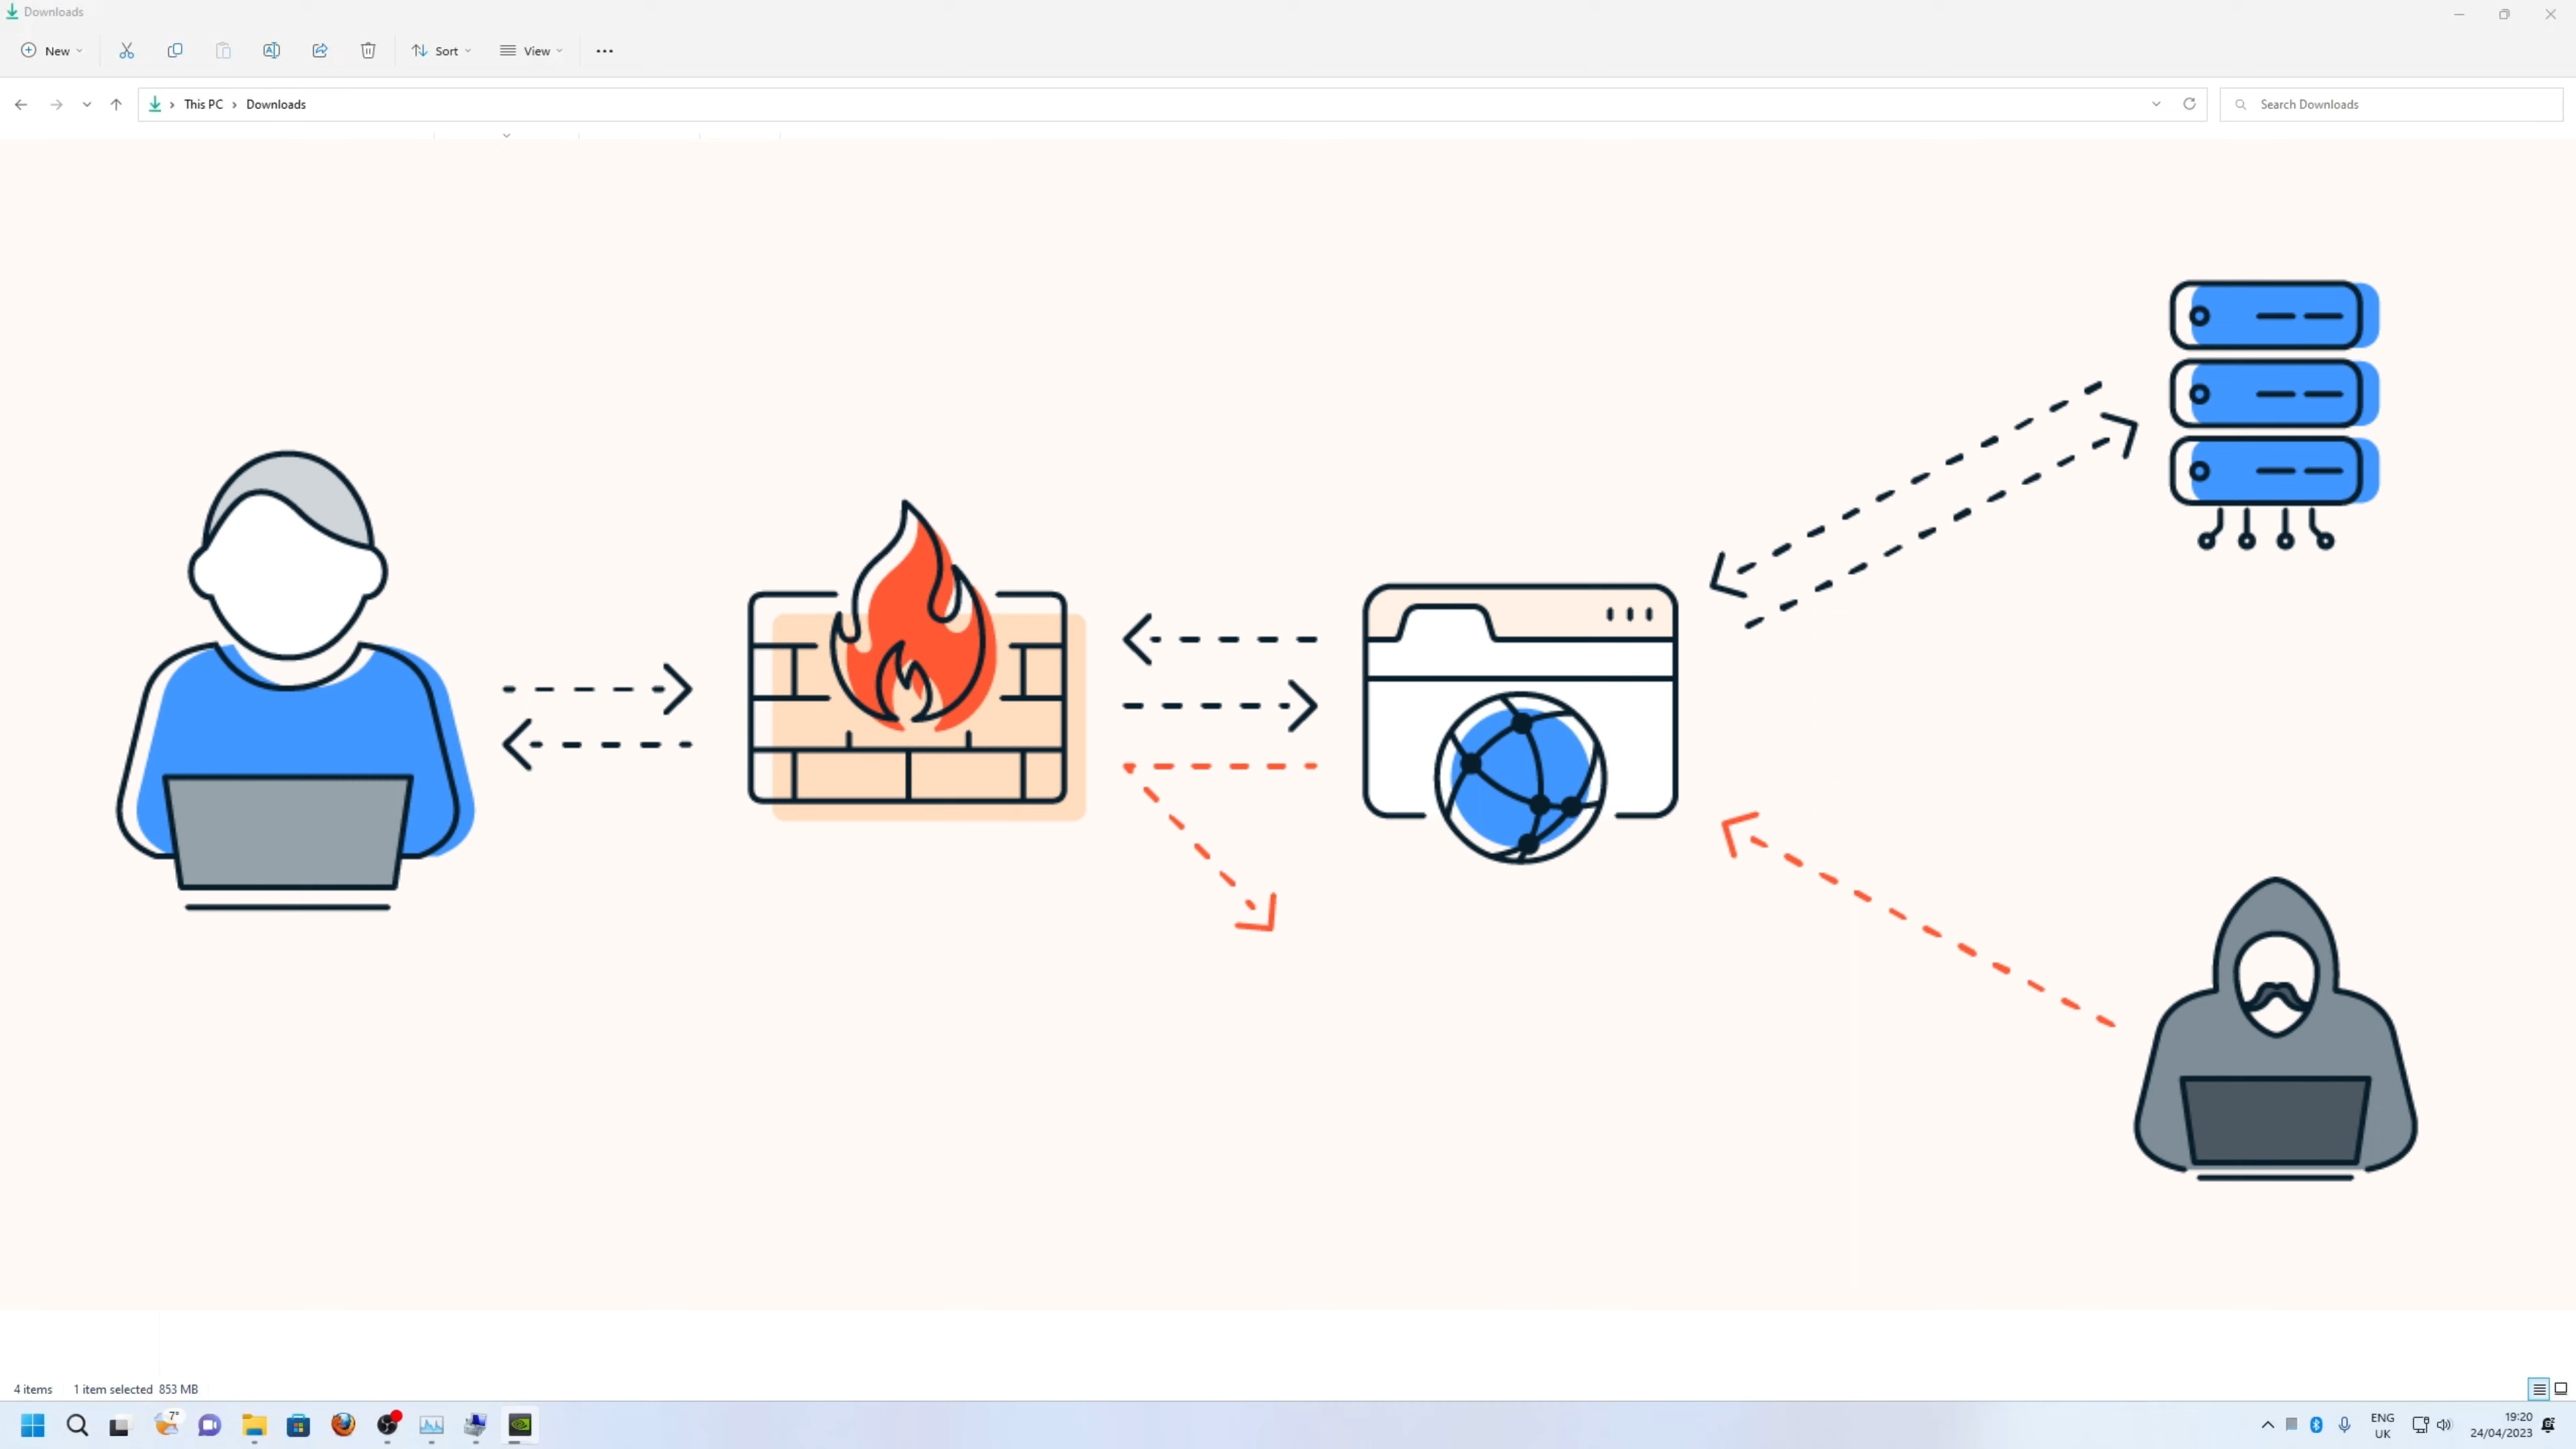 Downloads
New
Sort
View
This PC
Downloads
Search Downloads
4 items
1 item selected 853 MB
7°
ENG
UK
19:20
24/04/2023